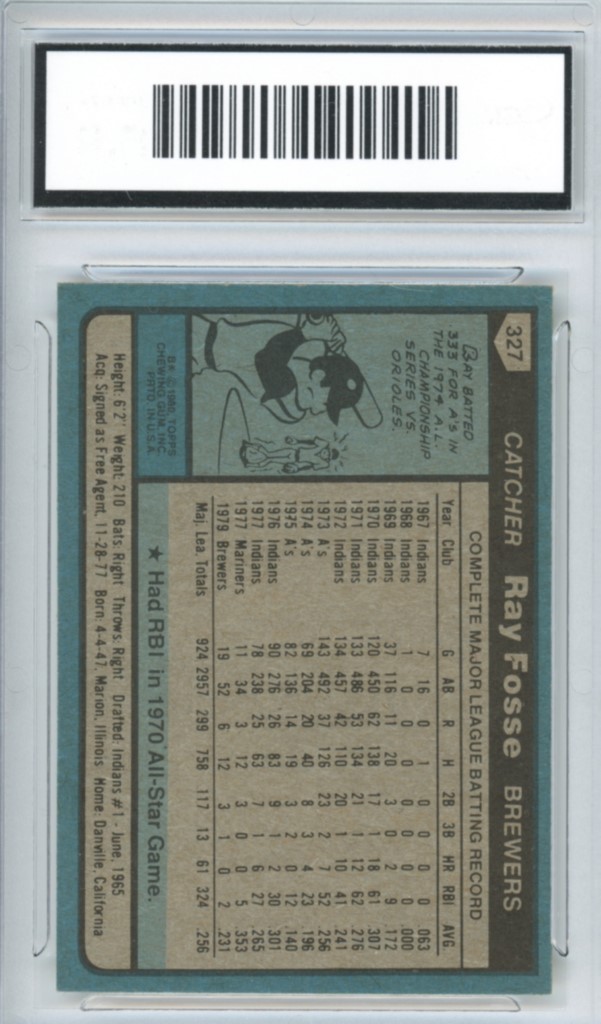 327 CATCHER Ray Fosse BREWERS
RAY BATTED
.333 FOR A'S IN
THE 1974 A.L.
CHAMPIONSHIP
SERIES VS.
ORIOLES.
B* © 1980, TOPPS
CHEWING GUM, INC.
PRTD. IN U.S.A.
COMPLETE MAJOR LEAGUE BATTING RECORD
Year Club G AB R H 2B 3B HR RBI AVG.
1967 Indians 7 16 0 1 0 0 0 0 .063
1968 Indians 1 0 0 0 0 0 0 0 .000
1969 Indians 37 116 11 20 3 0 2 9 .172
1970 Indians 120 450 62 138 17 1 18 61 .307
1971 Indians 133 486 53 134 21 1 12 62 .276
1972 Indians 134 457 42 110 20 1 10 41 .241
1973 A's 143 492 37 126 23 2 7 52 .256
1974 A's 69 204 20 40 8 3 4 23 .196
1975 A's 82 136 14 19 3 2 0 12 .140
1976 Indians 90 276 26 83 9 1 2 30 .301
1977 Indians 78 238 25 63 7 1 6 27 .265
1977 Mariners 11 34 3 12 3 0 0 5 .353
1979 Brewers 19 52 6 12 3 1 0 2 .231
Maj. Lea. Totals 924 2957 299 758 117 13 61 324 .256
★ Had RBI in 1970 All-Star Game.
Height: 6'2" Weight: 210 Bats: Right Throws: Right Drafted: Indians #1 - June, 1965
Acq: Signed as Free Agent, 11-28-77 Born: 4-4-47, Marion, Illinois Home: Danville, California